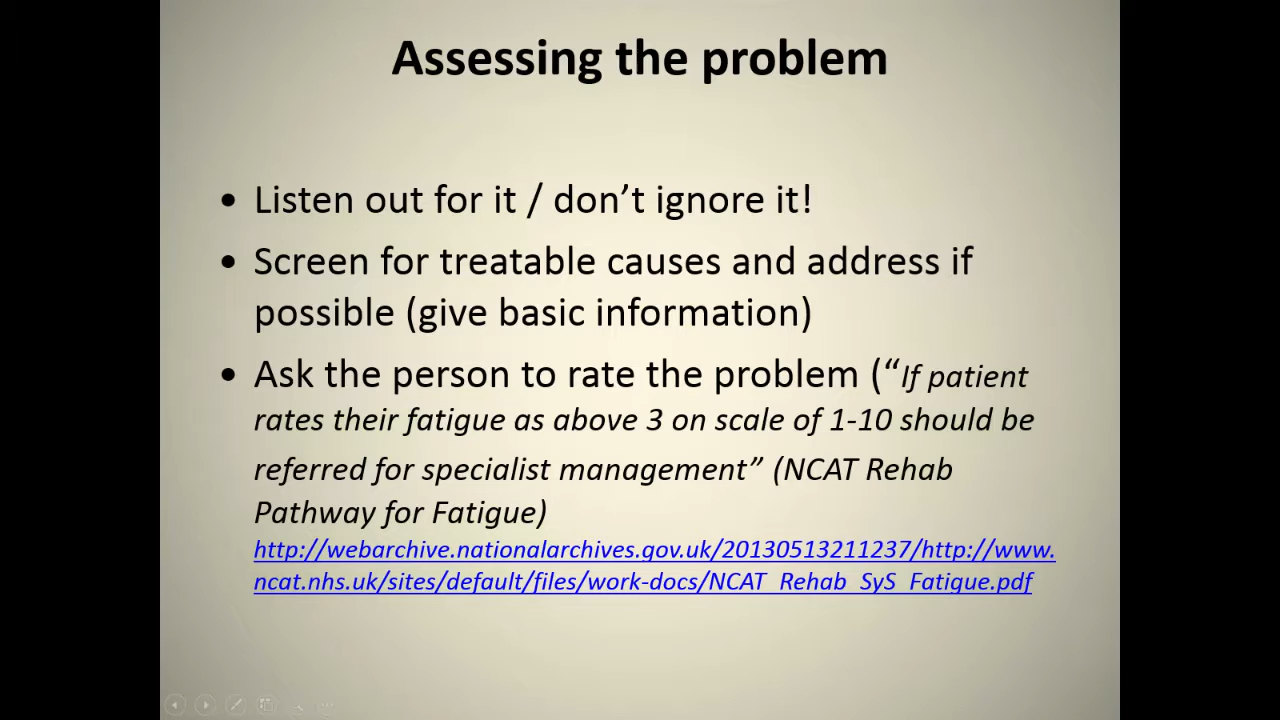 Assessing the problem
• Listen out for it / don’t ignore it!
• Screen for treatable causes and address if
possible (give basic information)
• Ask the person to rate the problem (“If patient
rates their fatigue as above 3 on scale of 1-10 should be
referred for specialist management” (NCAT Rehab
Pathway for Fatigue)
http://webarchive.nationalarchives.gov.uk/20130513211237/http://www.
ncat.nhs.uk/sites/default/files/work-docs/NCAT_Rehab_SyS_Fatigue.pdf